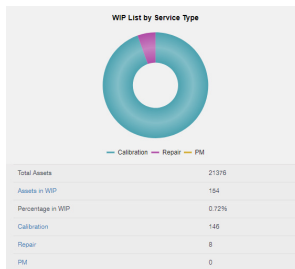 WIP List by Service Type
Calibration Repair PM
Total Assets 21376
Assets in WIP 154
Percentage in WIP 0.72%
Calibration 146
Repair 8
PM 0